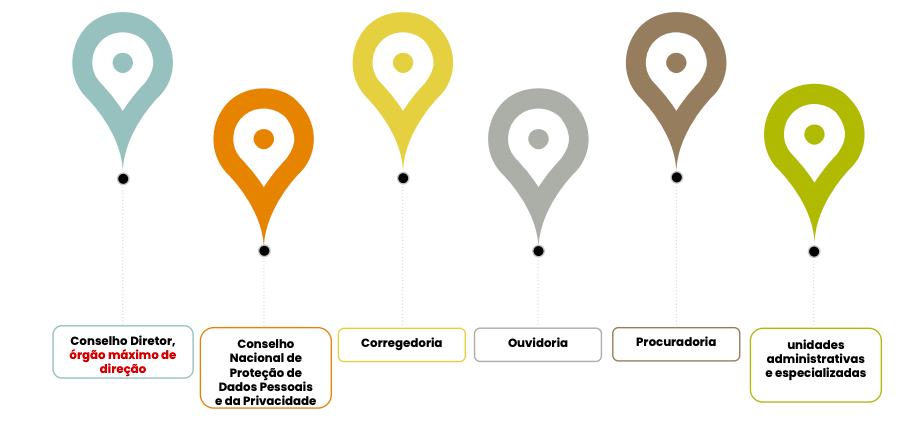 Conselho Diretor,
órgão máximo de
direção
Conselho
Nacional de
Proteção de
Dados Pessoais
e da Privacidade
Corregedoria
Ouvidoria
Procuradoria
unidades
administrativas
e especializadas